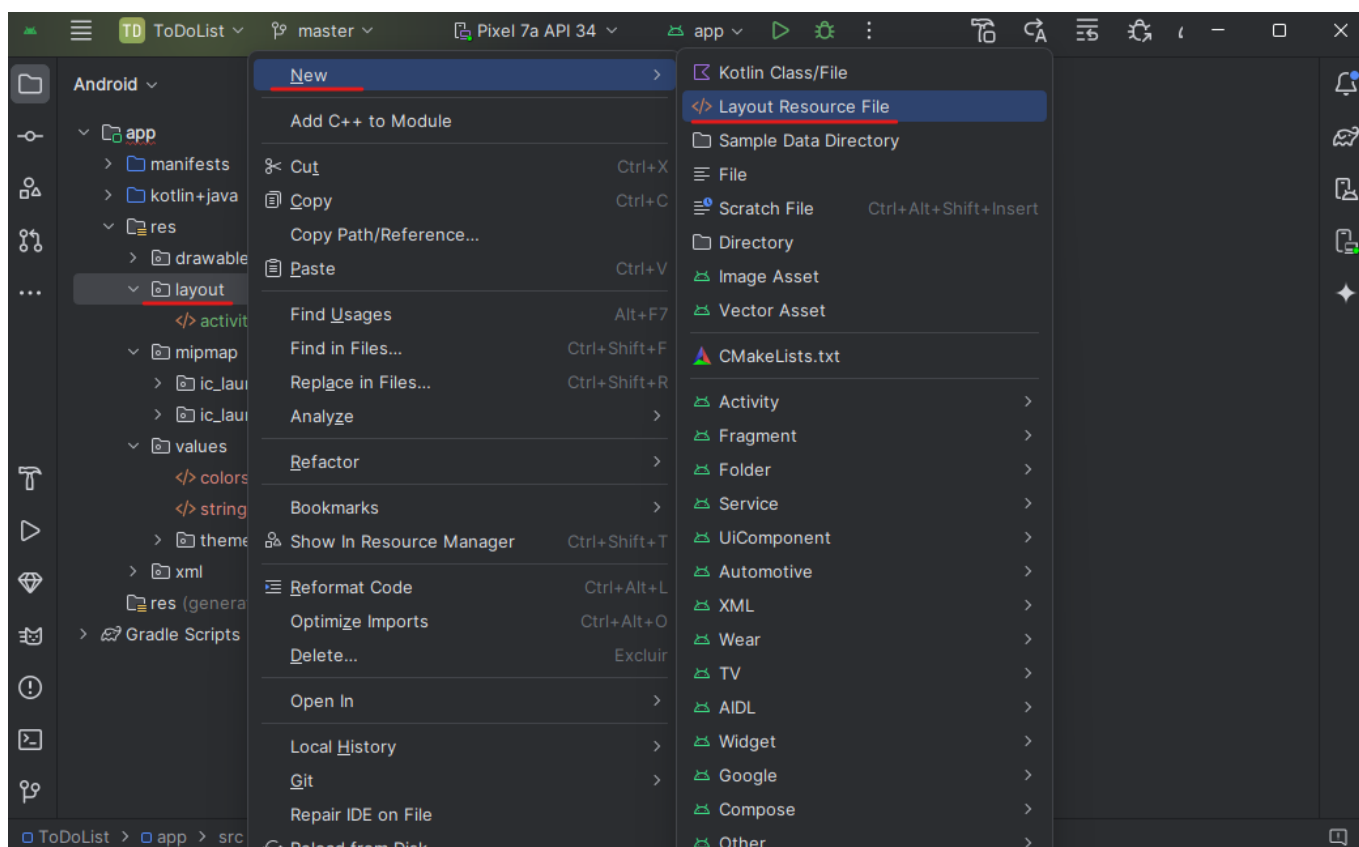 TD ToDoList master Pixel 7a API 34 app
Android
app
manifests
kotlin+java
res
drawable
layout
activit
mipmap
ic_lau
ic_lau
values
colors
string
theme
xml
res (genera
Gradle Scripts
New
Add C++ to Module
Cut Ctrl+X
Copy Ctrl+C
Copy Path/Reference...
Paste Ctrl+V
Find Usages Alt+F7
Find in Files... Ctrl+Shift+F
Replace in Files... Ctrl+Shift+R
Analyze
Refactor
Bookmarks
Show In Resource Manager Ctrl+Shift+T
Reformat Code Ctrl+Alt+L
Optimize Imports Ctrl+Alt+O
Delete... Excluir
Open In
Local History
Git
Repair IDE on File
Reload from Disk
Kotlin Class/File
Layout Resource File
Sample Data Directory
File
Scratch File Ctrl+Alt+Shift+Insert
Directory
Image Asset
Vector Asset
CMakeLists.txt
Activity
Fragment
Folder
Service
UiComponent
Automotive
XML
Wear
TV
AIDL
Widget
Google
Compose
Other
ToDoList > app > src